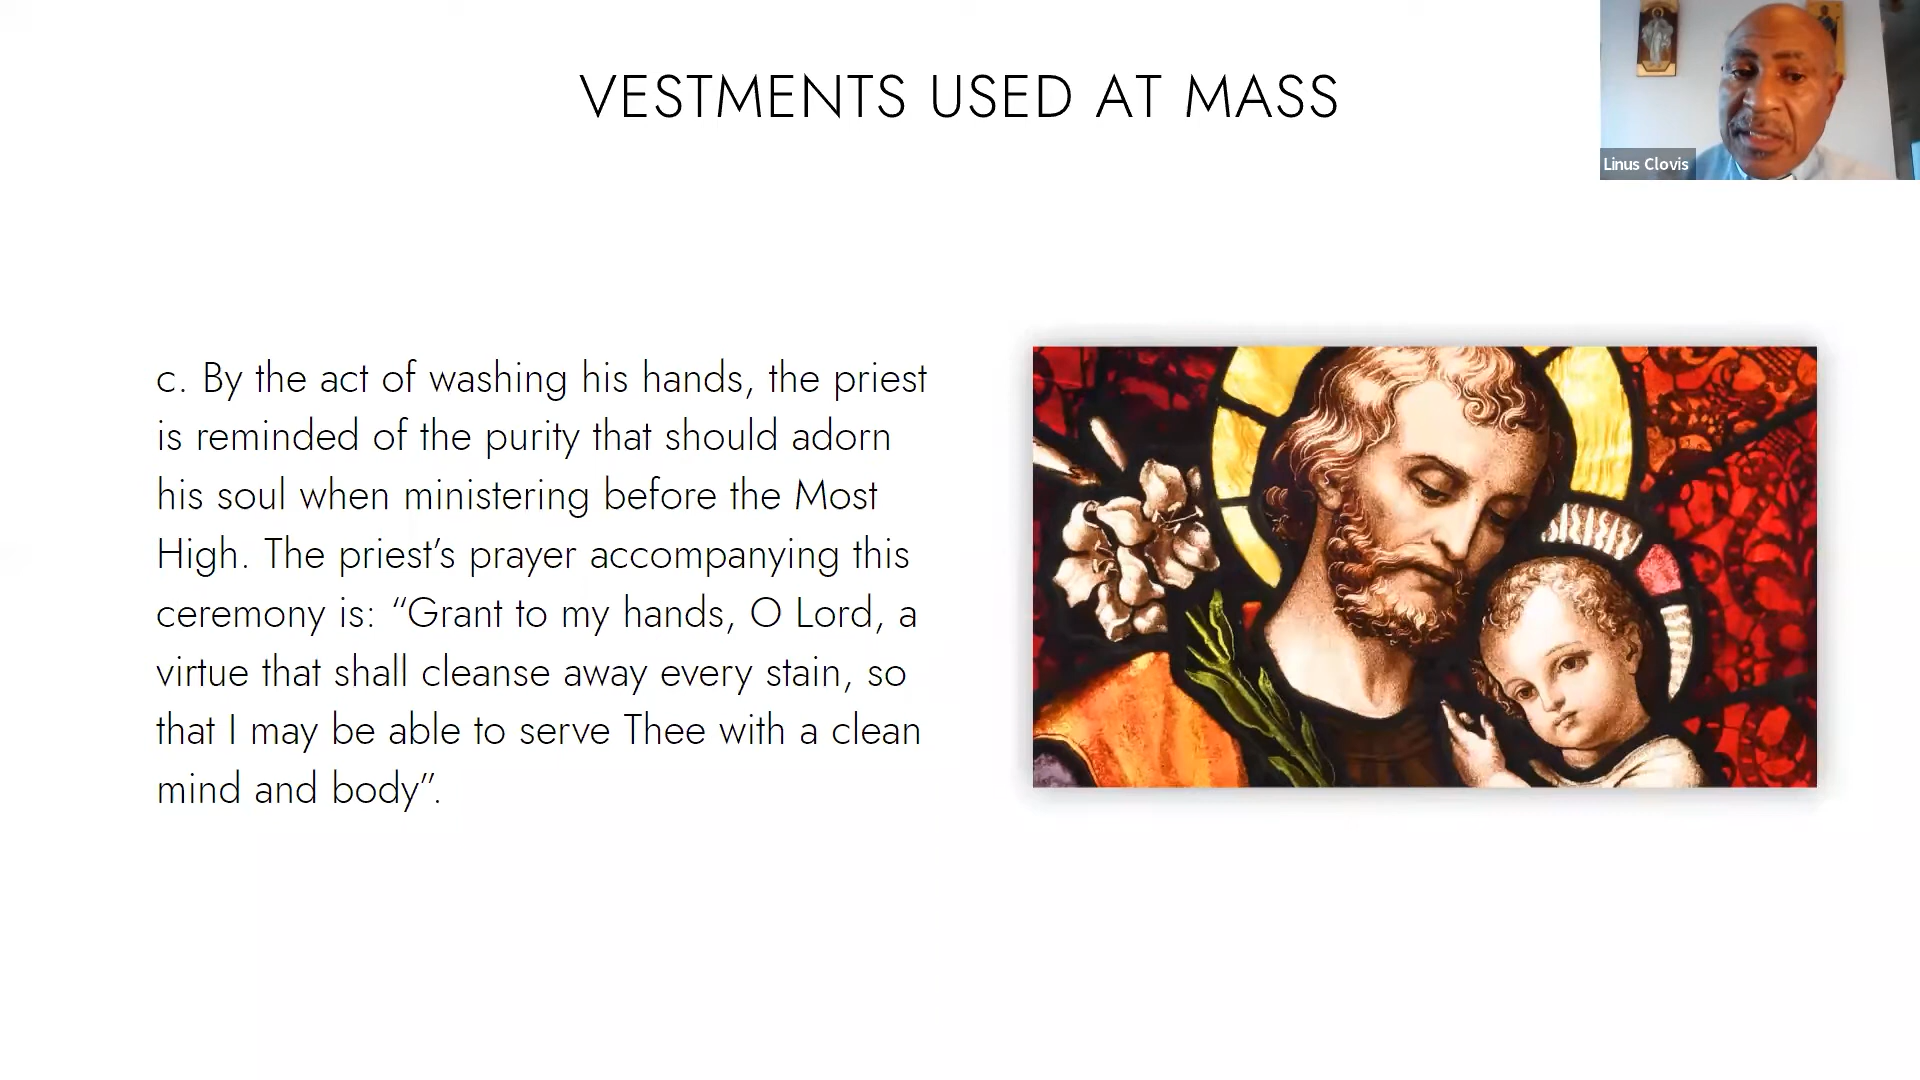 VESTMENTS USED AT MASS
Linus Clovis
c. By the act of washing his hands, the priest
is reminded of the purity that should adorn
his soul when ministering before the Most
High. The priest’s prayer accompanying this
ceremony is: “Grant to my hands, O Lord, a
virtue that shall cleanse away every stain, so
that I may be able to serve Thee with a clean
mind and body”.